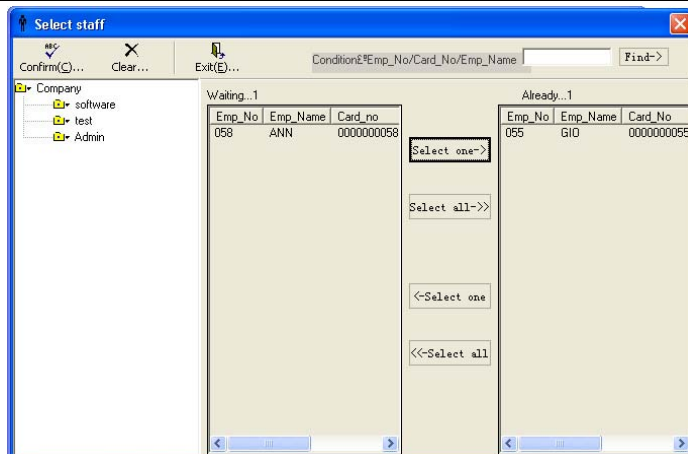 Select staff
ABC
Confirm(C)... Clear... Exit(E)... Condition£ºEmp_No/Card_No/Emp_Name Find->
Company
software
test
Admin
Waiting...1
Emp_No Emp_Name Card_no
058 ANN 0000000058
Select one->
Select all->>
<-Select one
<<-Select all
Already...1
Emp_No Emp_Name Card_No
055 GIO 0000000055